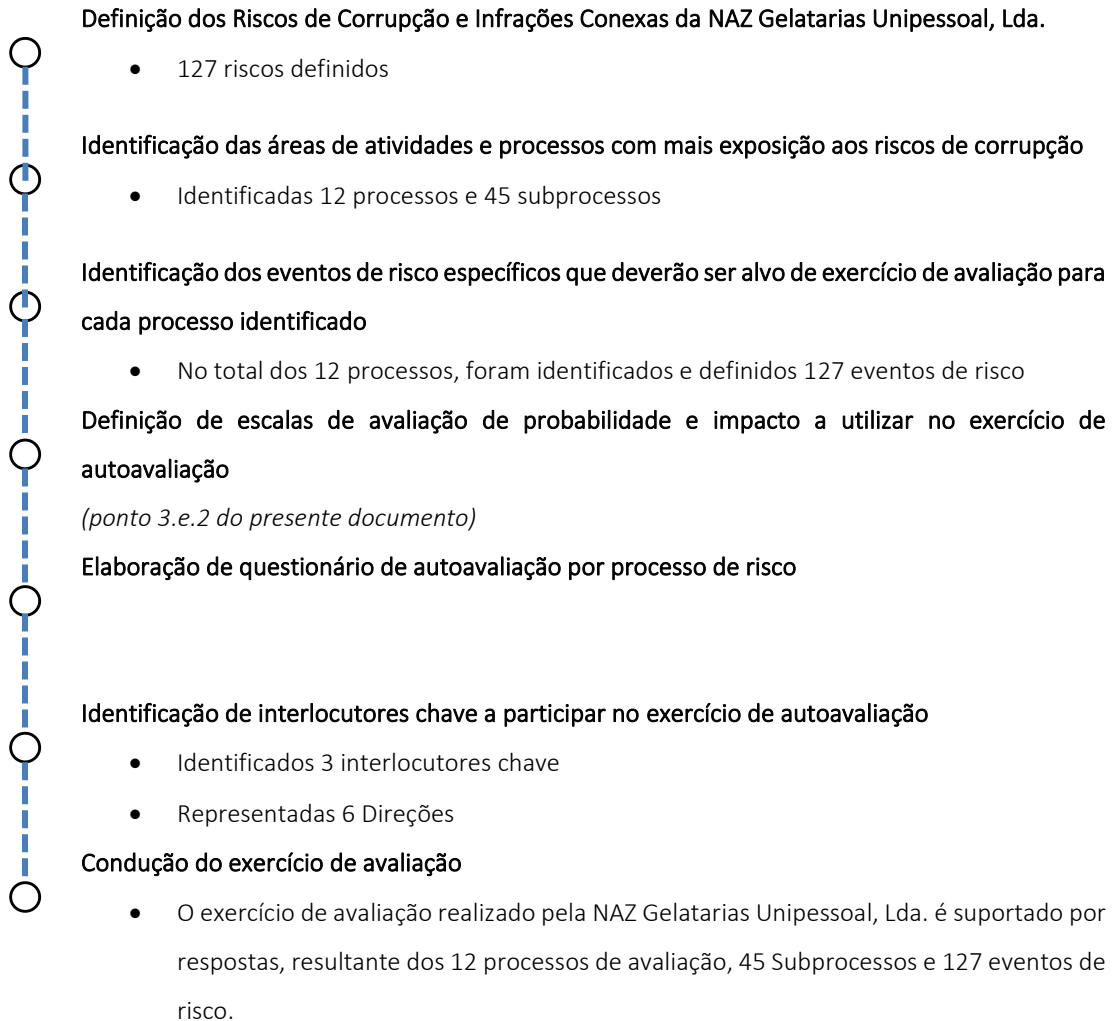 Definição dos Riscos de Corrupção e Infrações Conexas da NAZ Gelatarias Unipessoal, Lda.
• 127 riscos definidos
Identificação das áreas de atividades e processos com mais exposição aos riscos de corrupção
• Identificadas 12 processos e 45 subprocessos
Identificação dos eventos de risco específicos que deverão ser alvo de exercício de avaliação para
cada processo identificado
• No total dos 12 processos, foram identificados e definidos 127 eventos de risco
Definição de escalas de avaliação de probabilidade e impacto a utilizar no exercício de
autoavaliação
(ponto 3.e.2 do presente documento)
Elaboração de questionário de autoavaliação por processo de risco
Identificação de interlocutores chave a participar no exercício de autoavaliação
• Identificados 3 interlocutores chave
• Representadas 6 Direções
Condução do exercício de avaliação
• O exercício de avaliação realizado pela NAZ Gelatarias Unipessoal, Lda. é suportado por
respostas, resultante dos 12 processos de avaliação, 45 Subprocessos e 127 eventos de
risco.